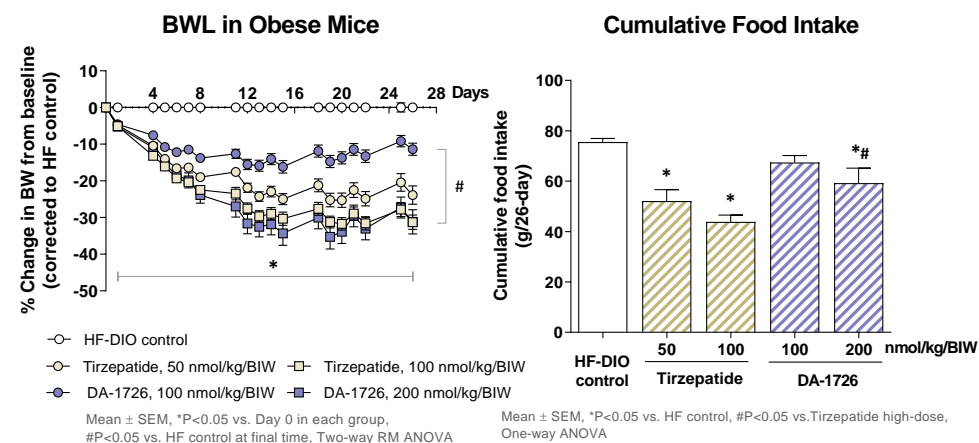 BWL in Obese Mice
% Change in BW from baseline
(corrected to HF control)
10
0
-10
-20
-30
-40
-50
4
8
12
16
20
24
28
Days
#
*
HF-DIO control
Tirzepatide, 50 nmol/kg/BIW
Tirzepatide, 100 nmol/kg/BIW
DA-1726, 100 nmol/kg/BIW
DA-1726, 200 nmol/kg/BIW
Mean ± SEM, *P<0.05 vs. Day 0 in each group,
#P<0.05 vs. HF control at final time, Two-way RM ANOVA
Cumulative Food Intake
Cumulative food intake
(g/26-day)
100
80
60
40
20
0
*
*
*#
HF-DIO
control
50
100
100
200
nmol/kg/BIW
Tirzepatide
DA-1726
Mean ± SEM, *P<0.05 vs. HF control, #P<0.05 vs.Tirzepatide high-dose,
One-way ANOVA